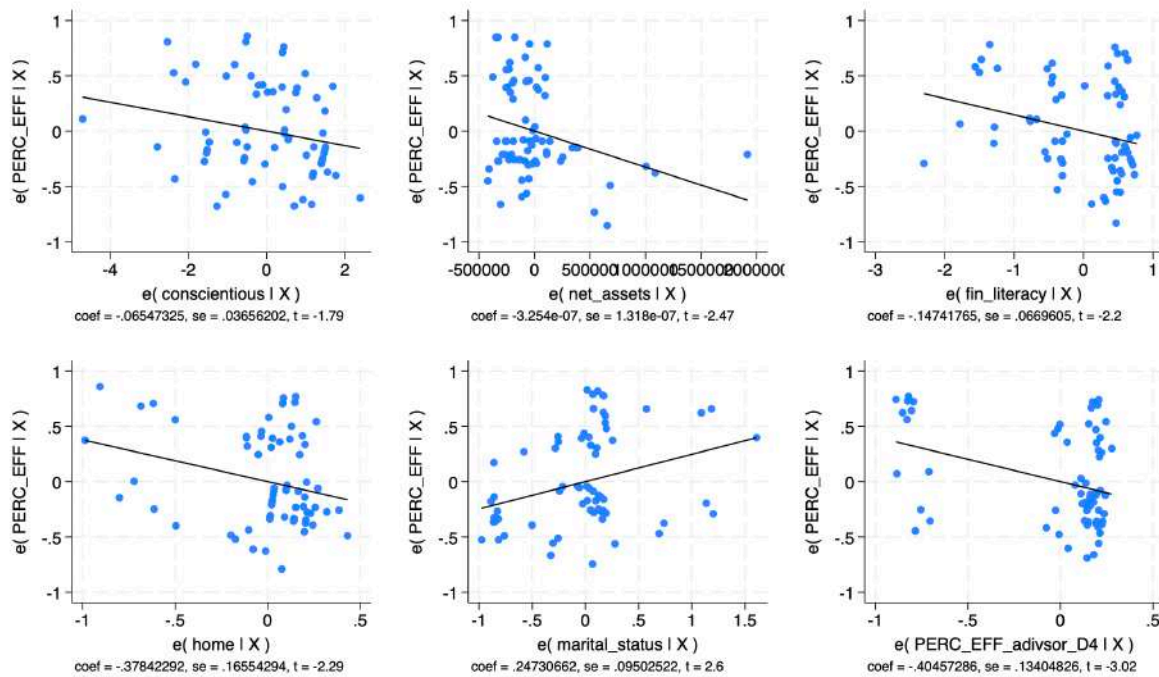 e( PERC_EFF | X )
1
.5
0
-.5
-1
-4 -2 0 2
e( conscientious | X )
coef = -.06547325, se = .03656202, t = -1.79
e( PERC_EFF | X )
1
.5
0
-.5
-1
-500000 0 500000 1000000 1500000 2000000
e( net_assets | X )
coef = -3.254e-07, se = 1.318e-07, t = -2.47
e( PERC_EFF | X )
1
.5
0
-.5
-1
-3 -2 -1 0 1
e( fin_literacy | X )
coef = -.14741765, se = .0669605, t = -2.2
e( PERC_EFF | X )
1
.5
0
-.5
-1
-1 -.5 0 .5
e( home | X )
coef = -.37842292, se = .16554294, t = -2.29
e( PERC_EFF | X )
1
.5
0
-.5
-1
-1 -.5 0 .5 1 1.5
e( marital_status | X )
coef = .24730662, se = .09502522, t = 2.6
e( PERC_EFF | X )
1
.5
0
-.5
-1
-1 -.5 0 .5
e( PERC_EFF_adivsor_D4 | X )
coef = -.40457286, se = .13404826, t = -3.02